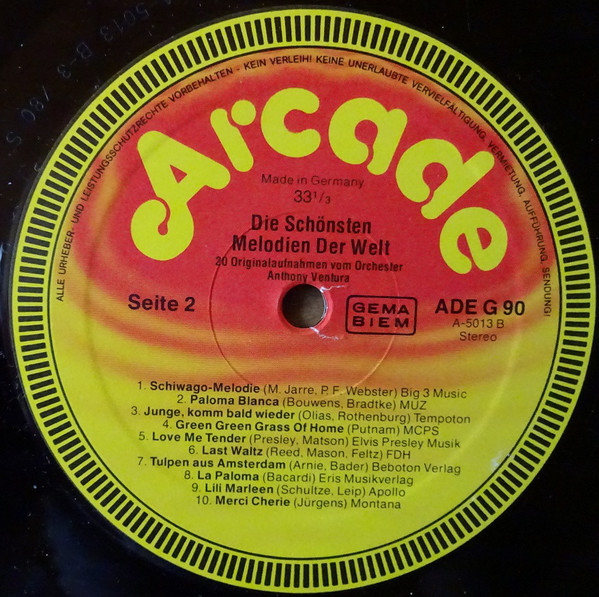 ALLE URHEBER- UND LEISTUNGSSCHUTZRECHTE VORBEHALTEN - KEIN VERLEIH! KEINE UNERLAUBTE VERVIELFÄLTIGUNG, VERMIETUNG, AUFFÜHRUNG, SENDUNG!
Arcade
Made in Germany
33 1/3
Die Schönsten
Melodien Der Welt
20 Originalaufnahmen vom Orchester
Anthony Ventura
Seite 2
GEMA
BIEM
ADE G 90
A-5013 B
Stereo
1. Schiwago-Melodie (M. Jarre, P. F. Webster) Big 3 Music
2. Paloma Blanca (Bouwens, Bradtke) MUZ
3. Junge, komm bald wieder (Olias, Rothenburg) Tempoton
4. Green Green Grass Of Home (Putnam) MCPS
5. Love Me Tender (Presley, Matson) Elvis Presley Musik
6. Last Waltz (Reed, Mason, Feltz) FDH
7. Tulpen aus Amsterdam (Arnie, Bader) Beboton Verlag
8. La Paloma (Bacardi) Eris Musikverlag
9. Lili Marleen (Schultze, Leip) Apollo
10. Merci Cherie (Jürgens) Montana